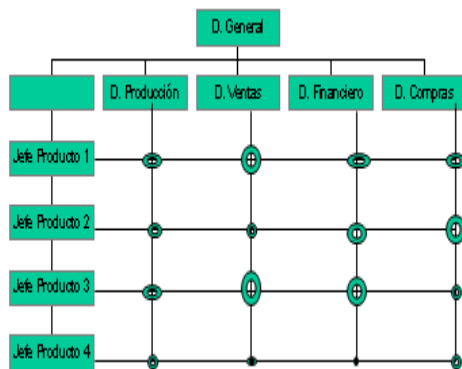 D. General
D. Producción
D. Ventas
D. Financiero
D. Compras
Jefe Producto 1
Jefe Producto 2
Jefe Producto 3
Jefe Producto 4